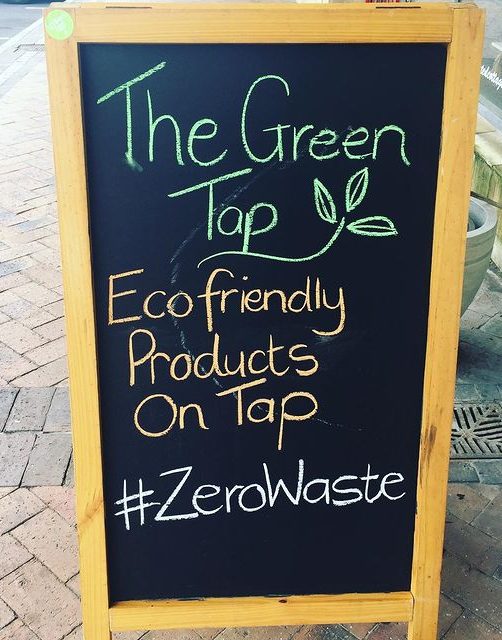 The Green
Tap
Ecofriendly
Products
On Tap
#ZeroWaste